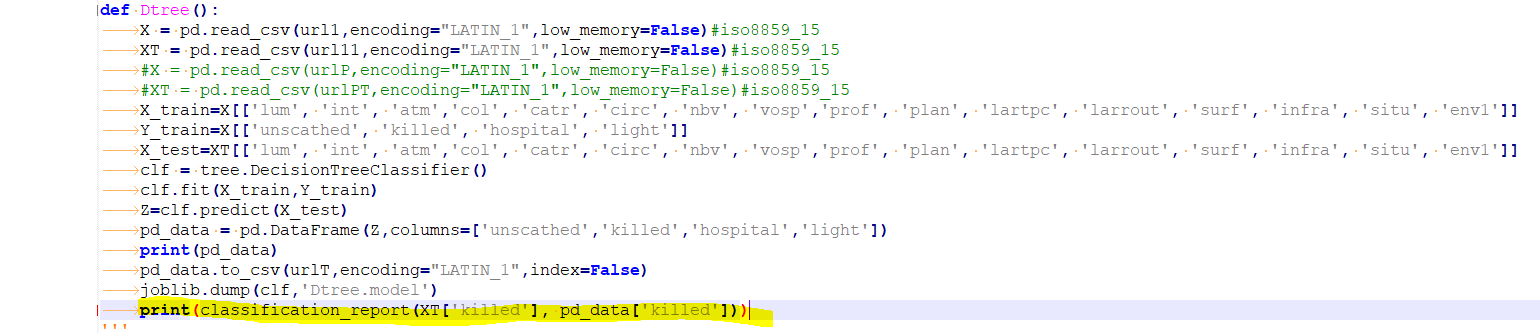 def Dtree():
X = pd.read_csv(url1,encoding="LATIN_1",low_memory=False)#iso8859_15
XT = pd.read_csv(url11,encoding="LATIN_1",low_memory=False)#iso8859_15
#X = pd.read_csv(urlP,encoding="LATIN_1",low_memory=False)#iso8859_15
#XT = pd.read_csv(urlPT,encoding="LATIN_1",low_memory=False)#iso8859_15
X_train=X[['lum', 'int', 'atm','col', 'catr', 'circ', 'nbv', 'vosp','prof', 'plan', 'lartpc', 'larrout', 'surf', 'infra', 'situ', 'env1']]
Y_train=X[['unscathed', 'killed', 'hospital', 'light']]
X_test=XT[['lum', 'int', 'atm','col', 'catr', 'circ', 'nbv', 'vosp','prof', 'plan', 'lartpc', 'larrout', 'surf', 'infra', 'situ', 'env1']]
clf = tree.DecisionTreeClassifier()
clf.fit(X_train,Y_train)
Z=clf.predict(X_test)
pd_data = pd.DataFrame(Z,columns=['unscathed','killed','hospital','light'])
print(pd_data)
pd_data.to_csv(urlT,encoding="LATIN_1",index=False)
joblib.dump(clf,'Dtree.model')
print(classification_report(XT['killed'], pd_data['killed']))
'''